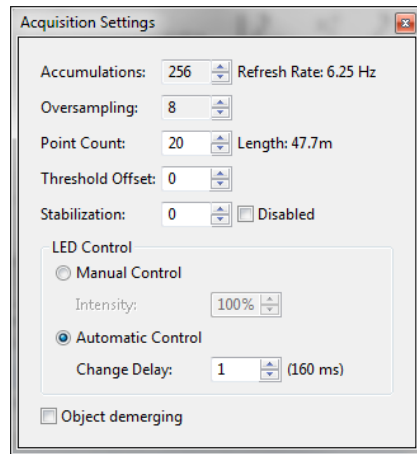 Acquisition Settings
Accumulations: 256 Refresh Rate: 6.25 Hz
Oversampling: 8
Point Count: 20 Length: 47.7m
Threshold Offset: 0
Stabilization: 0 Disabled
LED Control
Manual Control
Intensity: 100%
Automatic Control
Change Delay: 1 (160 ms)
Object demerging